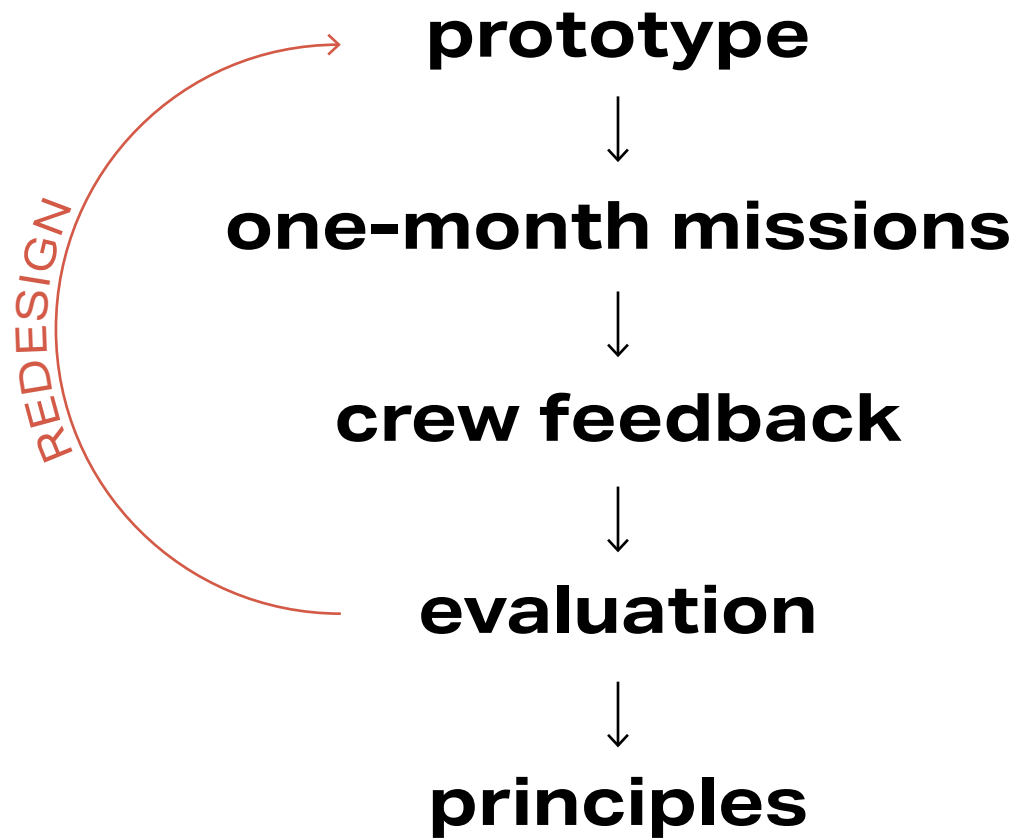 prototype
one-month missions
REDESIGN
crew feedback
evaluation
principles